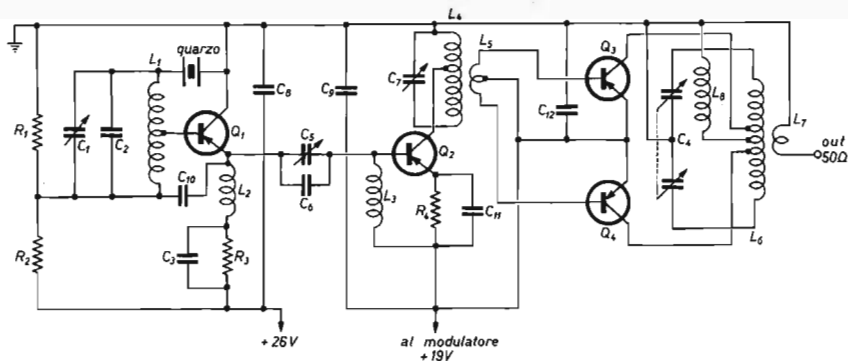 L4
L1
quarzo
L5
Q3
C7
C8
C9
C12
L8
R1
C1
C2
Q1
C5
Q2
C4
L7
out
50Ω
C10
L2
C6
L3
R4
C11
Q4
L6
R2
C3
R3
+26V
al modulatore
+19V